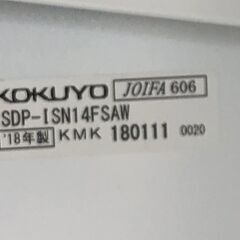 KOKUYO JOIFA 606
SDP-ISN14FSAW
'18年製 KMK 180111 0020